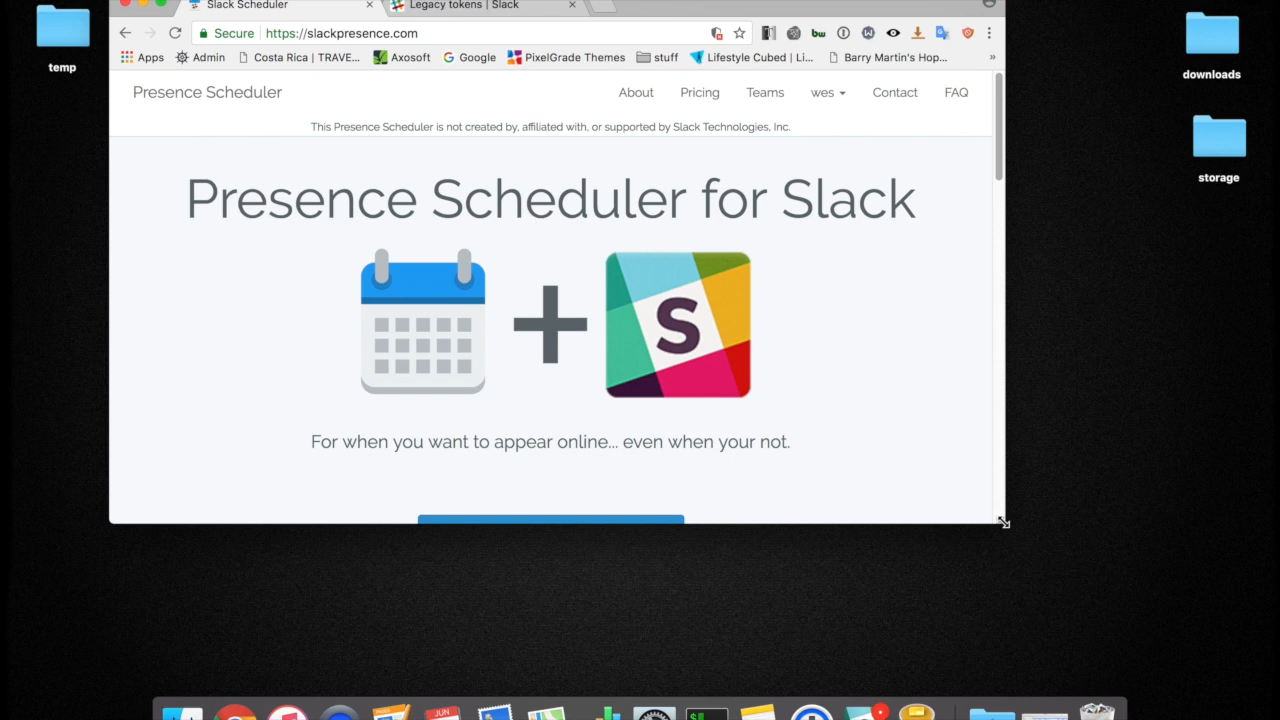 Slack Scheduler
Legacy tokens | Slack
Secure
https://slackpresence.com
bw
Apps
Admin
Costa Rica | TRAVE...
Axosoft
Google
PixelGrade Themes
stuff
Lifestyle Cubed | Li...
Barry Martin's Hop...
»
Presence Scheduler
About
Pricing
Teams
wes
Contact
FAQ
This Presence Scheduler is not created by, affiliated with, or supported by Slack Technologies, Inc.
Presence Scheduler for Slack
S
For when you want to appear online... even when your not.
temp
downloads
storage
JUN